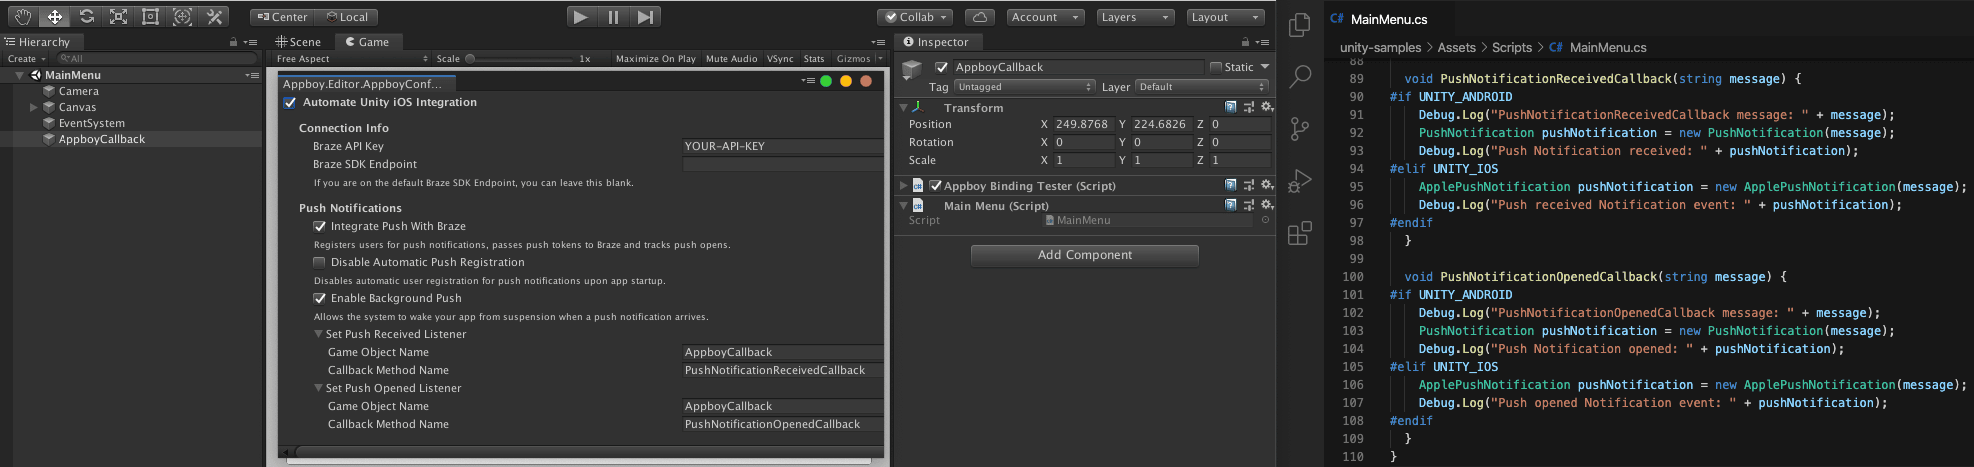 Center
Local
Collab
Account
Layers
Layout
Hierarchy
Create
All
MainMenu
Camera
Canvas
EventSystem
AppboyCallback
Scene
Game
Free Aspect
Scale
1x
Maximize On Play
Mute Audio
VSync
Stats
Gizmos
Appboy.Editor.AppboyConf...
Automate Unity iOS Integration
Connection Info
Braze API Key
YOUR-API-KEY
Braze SDK Endpoint
If you are on the default Braze SDK Endpoint, you can leave this blank.
Push Notifications
Integrate Push With Braze
Registers users for push notifications, passes push tokens to Braze and tracks push opens.
Disable Automatic Push Registration
Disables automatic user registration for push notifications upon app startup.
Enable Background Push
Allows the system to wake your app from suspension when a push notification arrives.
Set Push Received Listener
Game Object Name
AppboyCallback
Callback Method Name
PushNotificationReceivedCallback
Set Push Opened Listener
Game Object Name
AppboyCallback
Callback Method Name
PushNotificationOpenedCallback
Inspector
AppboyCallback
Static
Tag
Untagged
Layer
Default
Transform
Position X 249.8768 Y 224.6826 Z 0
Rotation X 0 Y 0 Z 0
Scale X 1 Y 1 Z 1
Appboy Binding Tester (Script)
Main Menu (Script)
Script
MainMenu
Add Component
C# MainMenu.cs
unity-samples > Assets > Scripts > C# MainMenu.cs
88
89 void PushNotificationReceivedCallback(string message) {
90 #if UNITY_ANDROID
91 Debug.Log("PushNotificationReceivedCallback message: " + message);
92 PushNotification pushNotification = new PushNotification(message);
93 Debug.Log("Push Notification received: " + pushNotification);
94 #elif UNITY_IOS
95 ApplePushNotification pushNotification = new ApplePushNotification(message);
96 Debug.Log("Push received Notification event: " + pushNotification);
97 #endif
98 }
99
100 void PushNotificationOpenedCallback(string message) {
101 #if UNITY_ANDROID
102 Debug.Log("PushNotificationOpenedCallback message: " + message);
103 PushNotification pushNotification = new PushNotification(message);
104 Debug.Log("Push Notification opened: " + pushNotification);
105 #elif UNITY_IOS
106 ApplePushNotification pushNotification = new ApplePushNotification(message);
107 Debug.Log("Push opened Notification event: " + pushNotification);
108 #endif
109 }
110 }